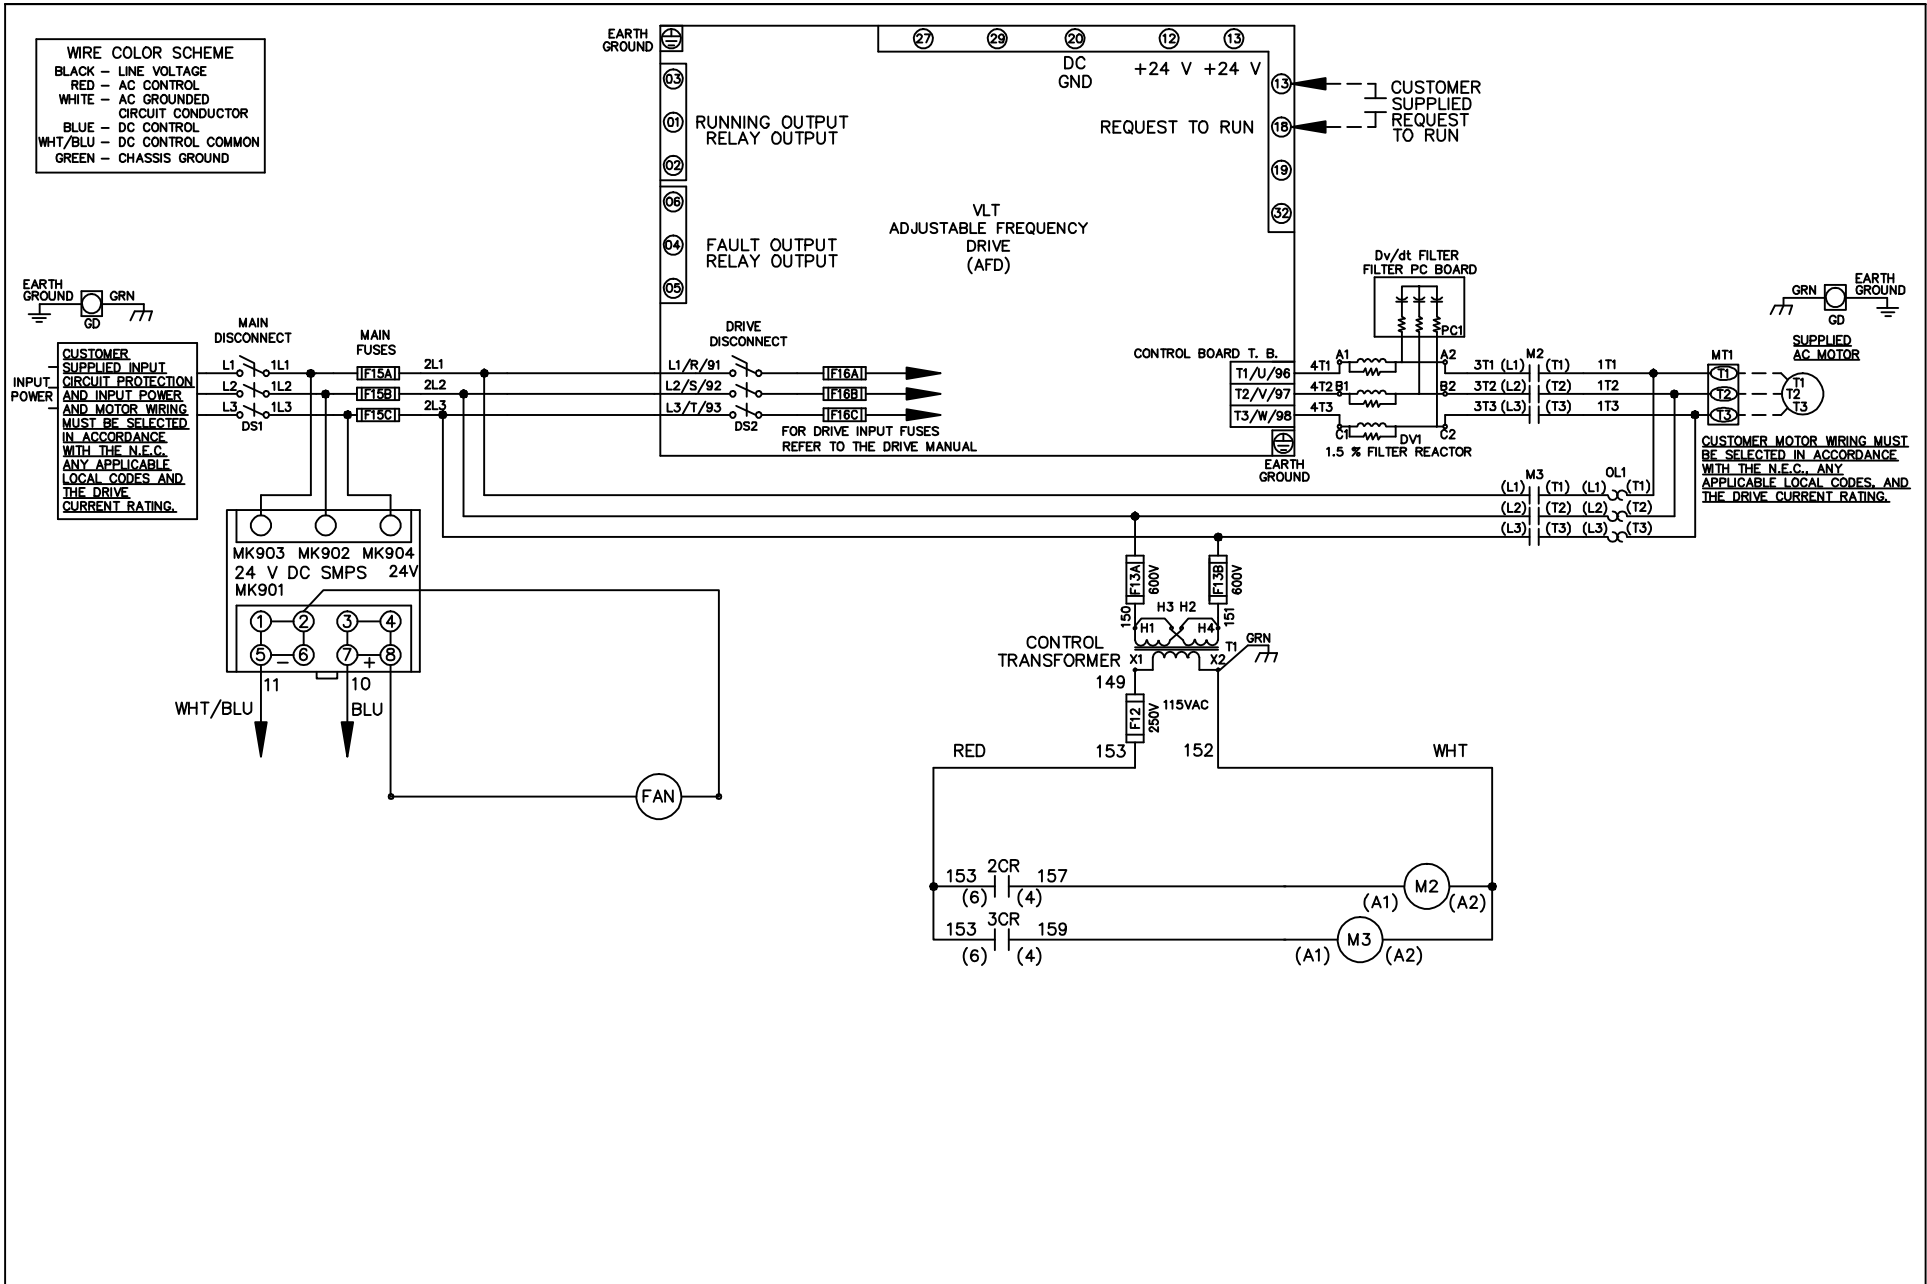 WIRE COLOR SCHEME
BLACK – LINE VOLTAGE
RED – AC CONTROL
WHITE – AC GROUNDED
CIRCUIT CONDUCTOR
BLUE – DC CONTROL
WHT/BLU – DC CONTROL COMMON
GREEN – CHASSIS GROUND
EARTH
GROUND
03
01
02
RUNNING OUTPUT
RELAY OUTPUT
06
04
05
FAULT OUTPUT
RELAY OUTPUT
27
29
20
12
13
DC
GND
+24 V
+24 V
13
18
19
32
REQUEST TO RUN
CUSTOMER
SUPPLIED
REQUEST
TO RUN
VLT
ADJUSTABLE FREQUENCY
DRIVE
(AFD)
EARTH
GROUND
GRN
GD
INPUT
POWER
CUSTOMER
SUPPLIED INPUT
CIRCUIT PROTECTION
AND INPUT POWER
AND MOTOR WIRING
MUST BE SELECTED
IN ACCORDANCE
WITH THE N.E.C.
ANY APPLICABLE
LOCAL CODES AND
THE DRIVE
CURRENT RATING.
MAIN
DISCONNECT
L1 1L1
L2 1L2
L3 1L3
DS1
MAIN
FUSES
F15A
F15B
F15C
2L1
2L2
2L3
DRIVE
DISCONNECT
L1/R/91
L2/S/92
L3/T/93
DS2
F16A
F16B
F16C
FOR DRIVE INPUT FUSES
REFER TO THE DRIVE MANUAL
CONTROL BOARD T. B.
T1/U/96
T2/V/97
T3/W/98
EARTH
GROUND
Dv/dt FILTER
FILTER PC BOARD
PC1
4T1 A1 A2
4T2 B1 B2
4T3 C1 C2
DV1
1.5 % FILTER REACTOR
M2
3T1 (L1) (T1) 1T1
3T2 (L2) (T2) 1T2
3T3 (L3) (T3) 1T3
MT1
T1
T2
T3
GRN
EARTH
GROUND
GD
SUPPLIED
AC MOTOR
T1
T2
T3
CUSTOMER MOTOR WIRING MUST
BE SELECTED IN ACCORDANCE
WITH THE N.E.C., ANY
APPLICABLE LOCAL CODES, AND
THE DRIVE CURRENT RATING.
M3 OL1
(L1) (T1) (L1) (T1)
(L2) (T2) (L2) (T2)
(L3) (T3) (L3) (T3)
MK903 MK902 MK904
24 V DC SMPS 24V
MK901
1 2 3 4
5 – 6 7 + 8
11
10
WHT/BLU
BLU
FAN
F13A
600V
F13B
600V
150
151
H3 H2
H1
H4
CONTROL
TRANSFORMER
T1
GRN
X1
X2
149
F12
250V
115VAC
RED
153
152
WHT
153 2CR 157
(6) (4)
M2
(A1) (A2)
153 3CR 159
(6) (4)
M3
(A1) (A2)